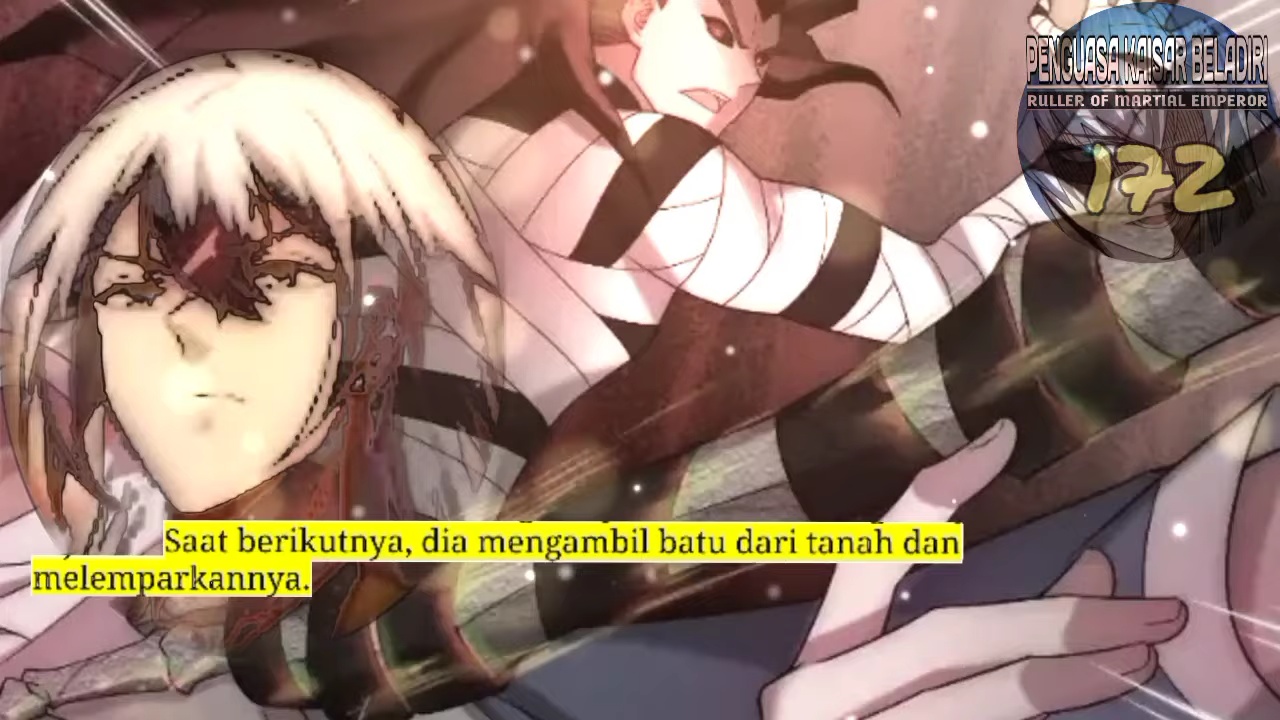 PENGUASA KAISAR BELADIRI
RULLER OF MARTIAL EMPEROR
172
Saat berikutnya, dia mengambil batu dari tanah dan
melemparkannya.